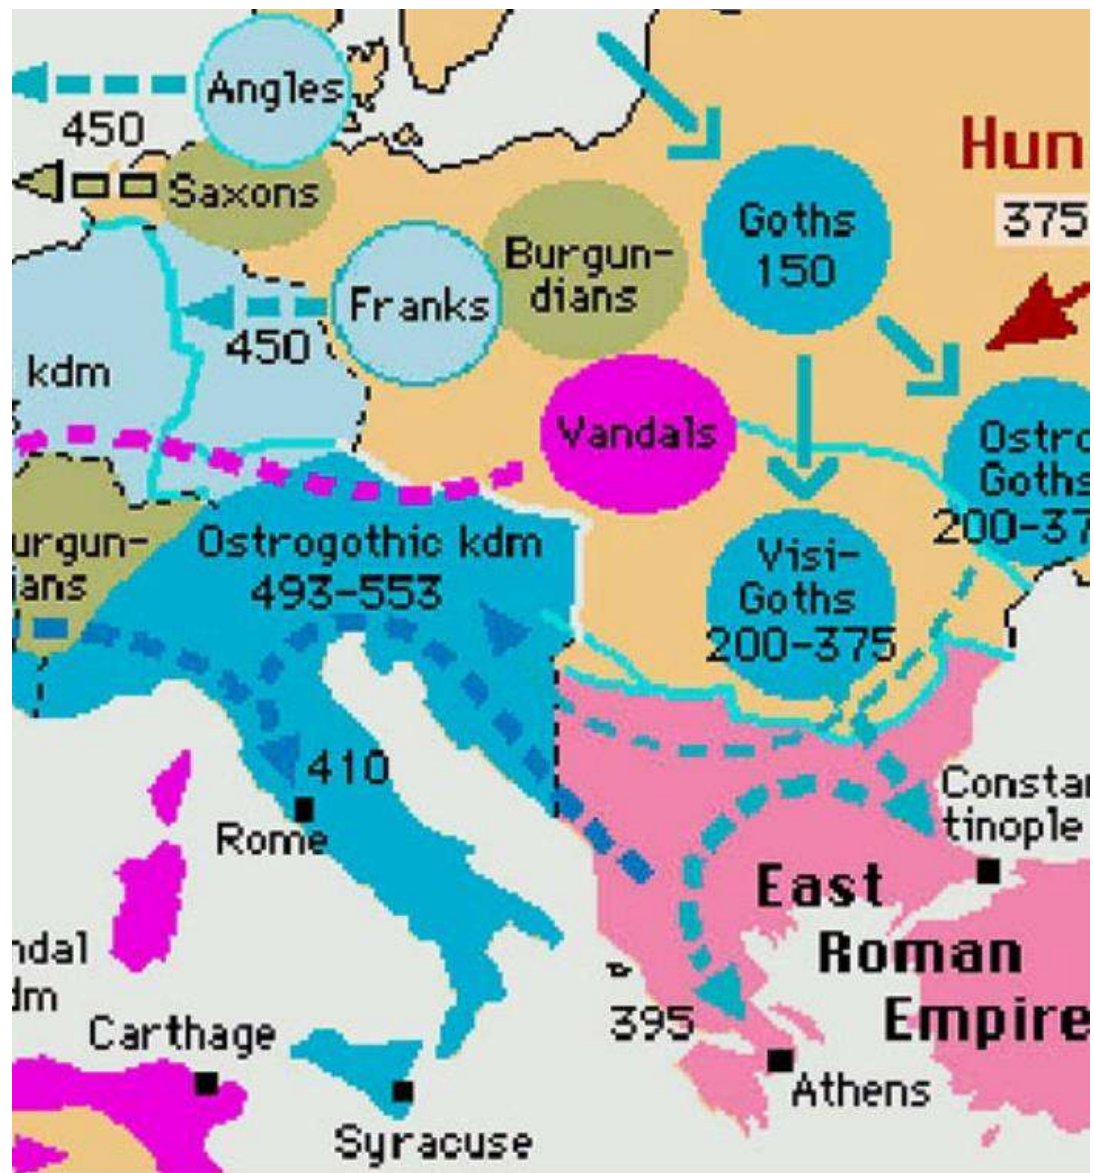 Angles
450
Saxons
Hun
375
Goths
150
Burgun-
dians
Franks
450
kdm
Vandals
Ostro
Goths
200-37
urgun-
ians
Ostrogothic kdm
493-553
Visi-
Goths
200-375
410
Rome
Constan
tinople
East
Roman
Empire
ndal
dm
395
Carthage
Athens
Syracuse